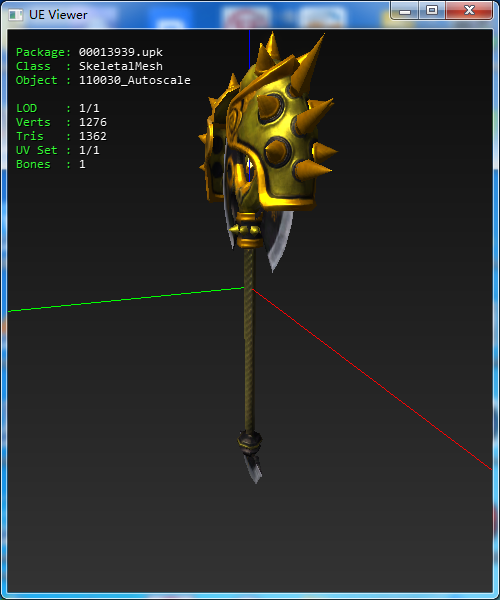 UE Viewer
Package: 00013939.upk
Class : SkeletalMesh
Object : 110030_Autoscale
LOD : 1/1
Verts : 1276
Tris : 1362
UV Set : 1/1
Bones : 1